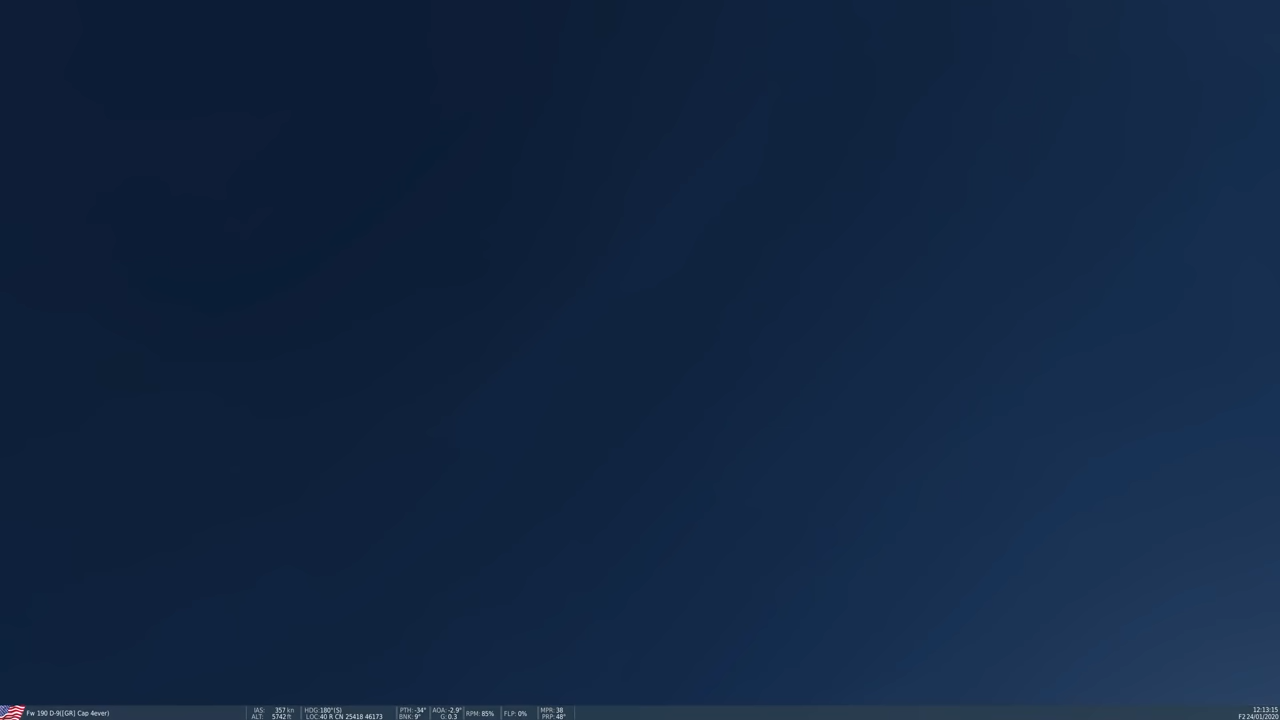 Fw 190 D-9([GR] Cap 4ever)
IAS: 357 kn
ALT: 5742 ft
HDG:180°(S)
LOC:40 R CN 25418 46173
PTH: -34°
BNK: 9°
AOA: -2.9°
G: 0.3
RPM: 85%
FLP: 0%
MPR: 38
PRP: 48°
12:13:15
F2 24/01/202